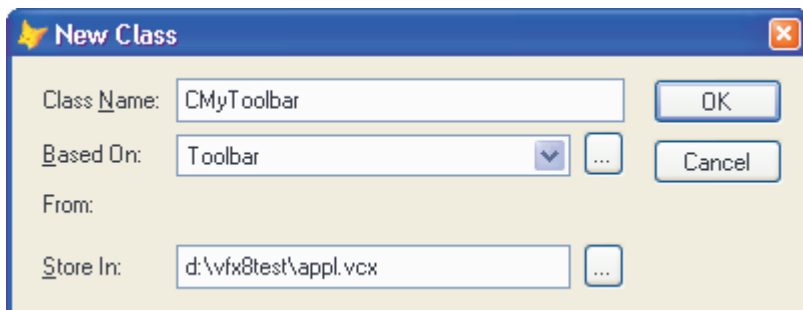 New Class
Class Name: CMyToolbar OK
Based On: Toolbar ... Cancel
From:
Store In: d:\vfx8test\appl.vcx ...